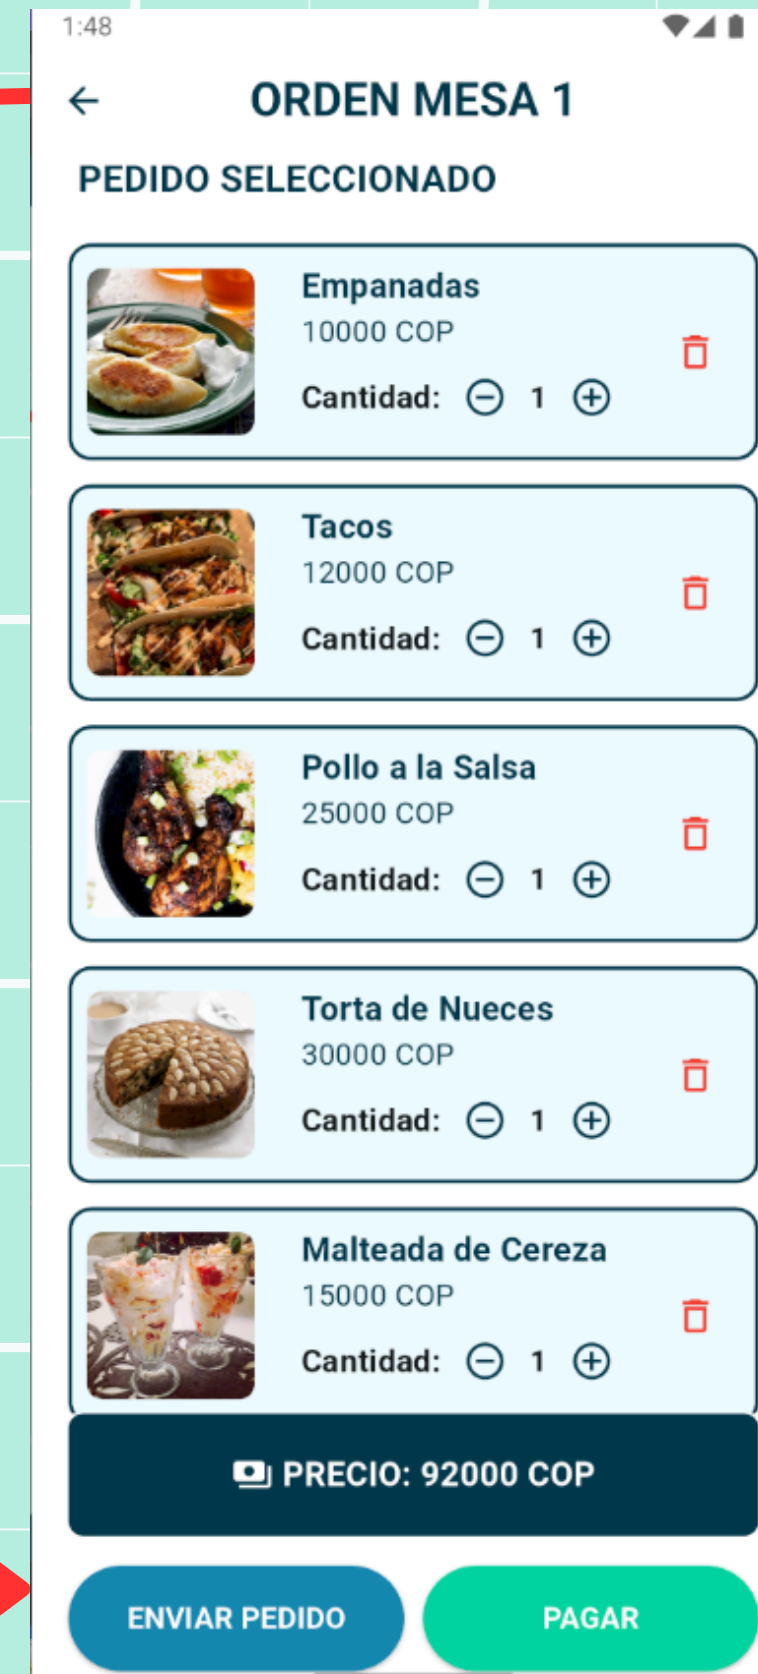 1:48
ORDEN MESA 1
PEDIDO SELECCIONADO
Empanadas
10000 COP
Cantidad: 1
Tacos
12000 COP
Cantidad: 1
Pollo a la Salsa
25000 COP
Cantidad: 1
Torta de Nueces
30000 COP
Cantidad: 1
Malteada de Cereza
15000 COP
Cantidad: 1
PRECIO: 92000 COP
ENVIAR PEDIDO
PAGAR